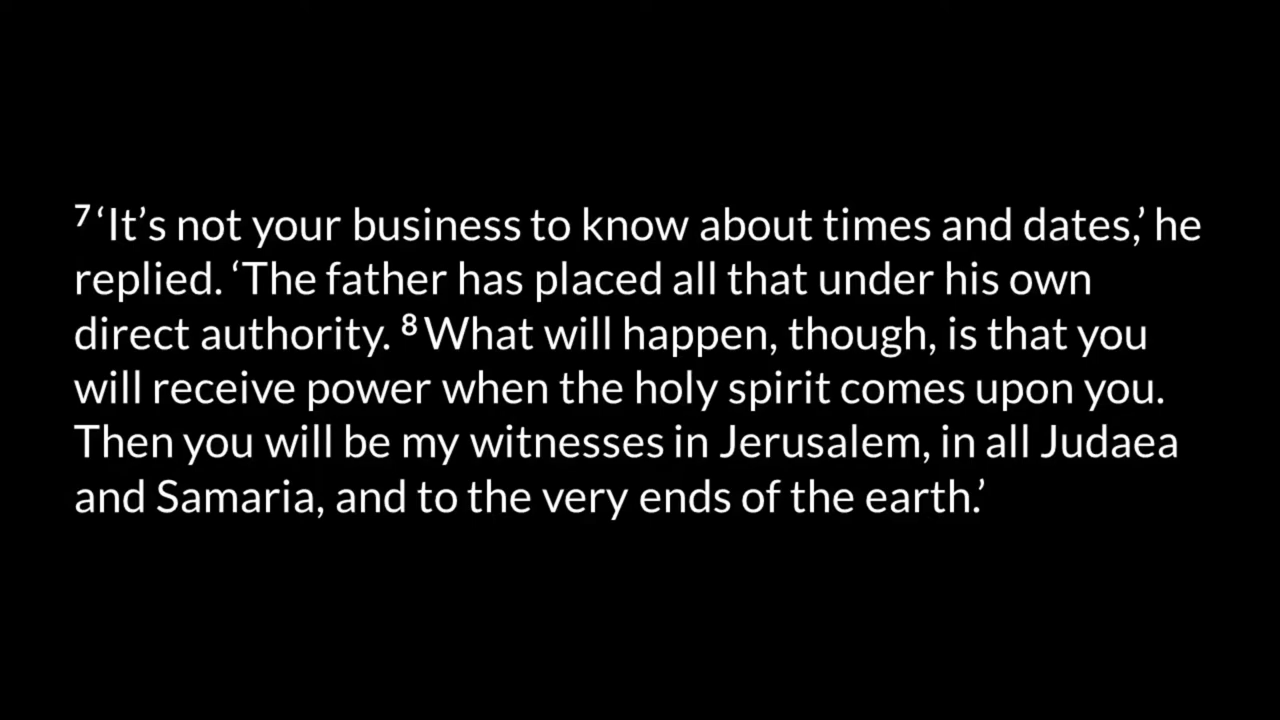 ⁷ ‘It’s not your business to know about times and dates,’ he
replied. ‘The father has placed all that under his own
direct authority. ⁸ What will happen, though, is that you
will receive power when the holy spirit comes upon you.
Then you will be my witnesses in Jerusalem, in all Judaea
and Samaria, and to the very ends of the earth.’